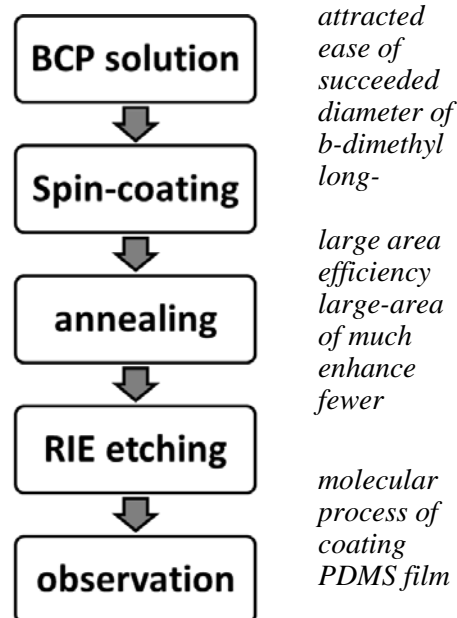 BCP solution
Spin-coating
annealing
RIE etching
observation
attracted
ease of
succeeded
diameter of
b-dimethyl
long-
large area
efficiency
large-area
of much
enhance
fewer
molecular
process of
coating
PDMS film